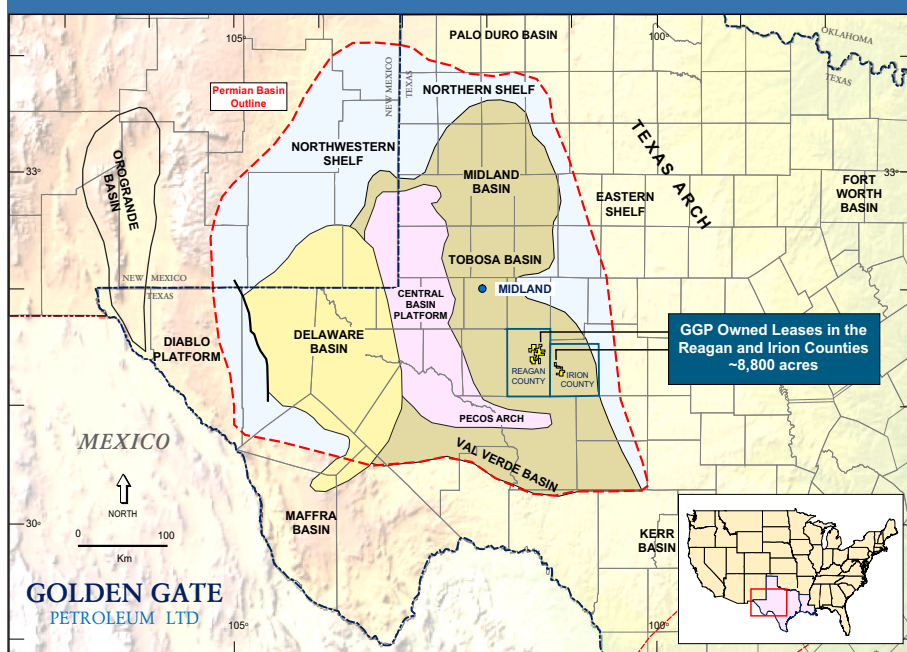 105°
PALO DURO BASIN
100°
OKLAHOMA
TEXAS
Permian Basin
Outline
NEW MEXICO
TEXAS
NORTHERN SHELF
NORTHWESTERN
SHELF
TEXAS ARCH
33°
33°
OROGRANDE
BASIN
MIDLAND
BASIN
EASTERN
SHELF
FORT
WORTH
BASIN
TOBOSA BASIN
NEW MEXICO
TEXAS
CENTRAL
BASIN
PLATFORM
MIDLAND
DIABLO
PLATFORM
DELAWARE
BASIN
GGP Owned Leases in the
Reagan and Irion Counties
~8,800 acres
REAGAN
COUNTY
IRION
COUNTY
PECOS ARCH
MEXICO
VAL VERDE BASIN
NORTH
30°
MAFFRA
BASIN
KERR
BASIN
0
100
Km
GOLDEN GATE
PETROLEUM LTD
105°
100°